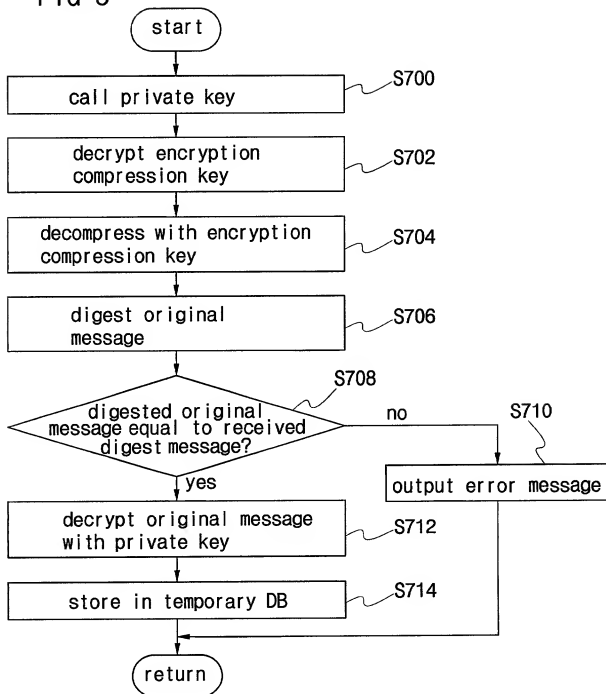 start
call private key
S700
decrypt encryption
compression key
S702
decompress with encryption
compression key
S704
digest original
message
S706
S708
digested original
message equal to received
digest message?
no
S710
yes
output error message
decrypt original message
with private key
S712
store in temporary DB
S714
return